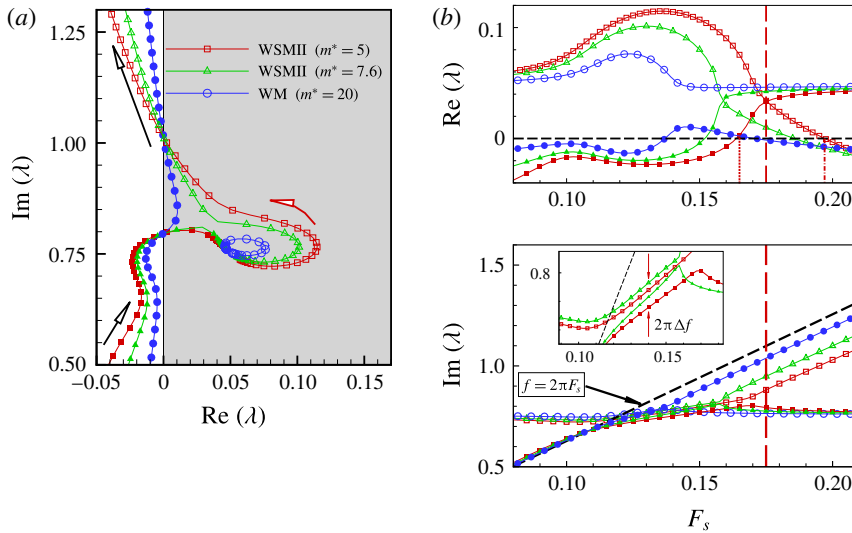 (a)
1.25
1.00
0.75
0.50
Im (λ)
−0.05
0
0.05
0.10
0.15
Re (λ)
WSMII (m* = 5)
WSMII (m* = 7.6)
WM (m* = 20)
(b)
0.1
0
Re (λ)
0.10
0.15
0.20
1.5
1.0
0.5
Im (λ)
0.8
0.10
0.15
2πΔf
f = 2πFs
0.10
0.15
0.20
Fs